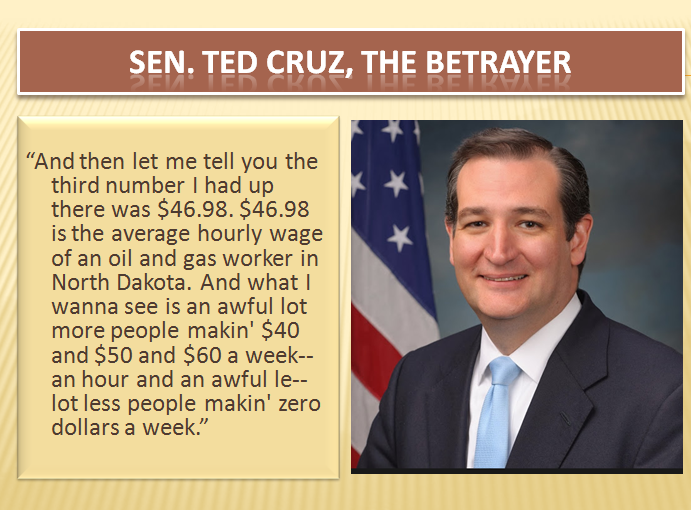 SEN. TED CRUZ, THE BETRAYER
“And then let me tell you the
third number I had up
there was $46.98. $46.98
is the average hourly wage
of an oil and gas worker in
North Dakota. And what I
wanna see is an awful lot
more people makin' $40
and $50 and $60 a week--
an hour and an awful le--
lot less people makin' zero
dollars a week.”